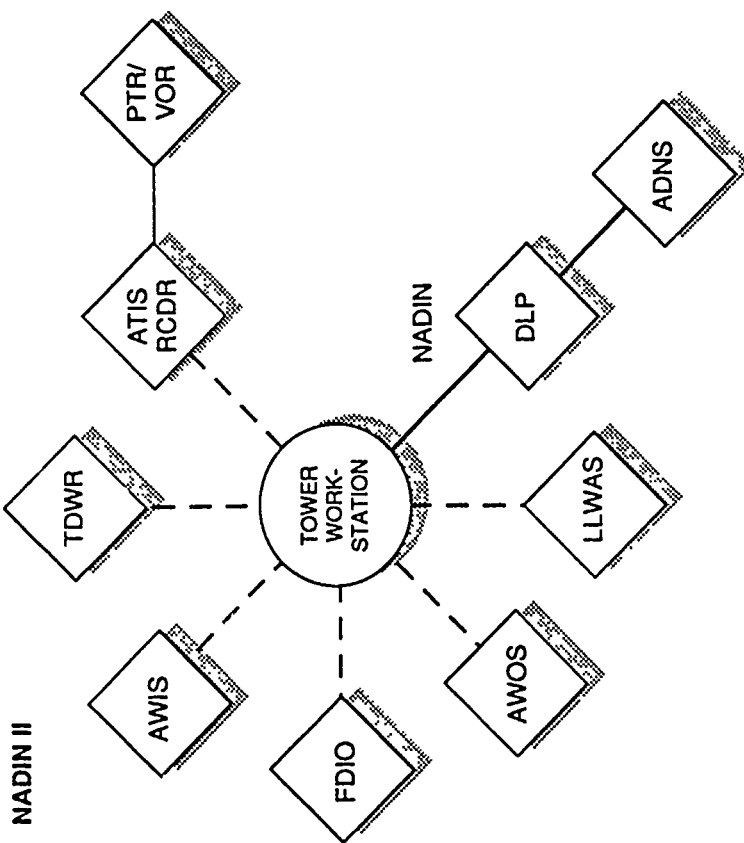 NADIN II
AWIS
TDWR
ATIS
RCDR
PTR/
VOR
FDIO
TOWER
WORK-
STATION
NADIN
DLP
ADNS
AWOS
LLWAS